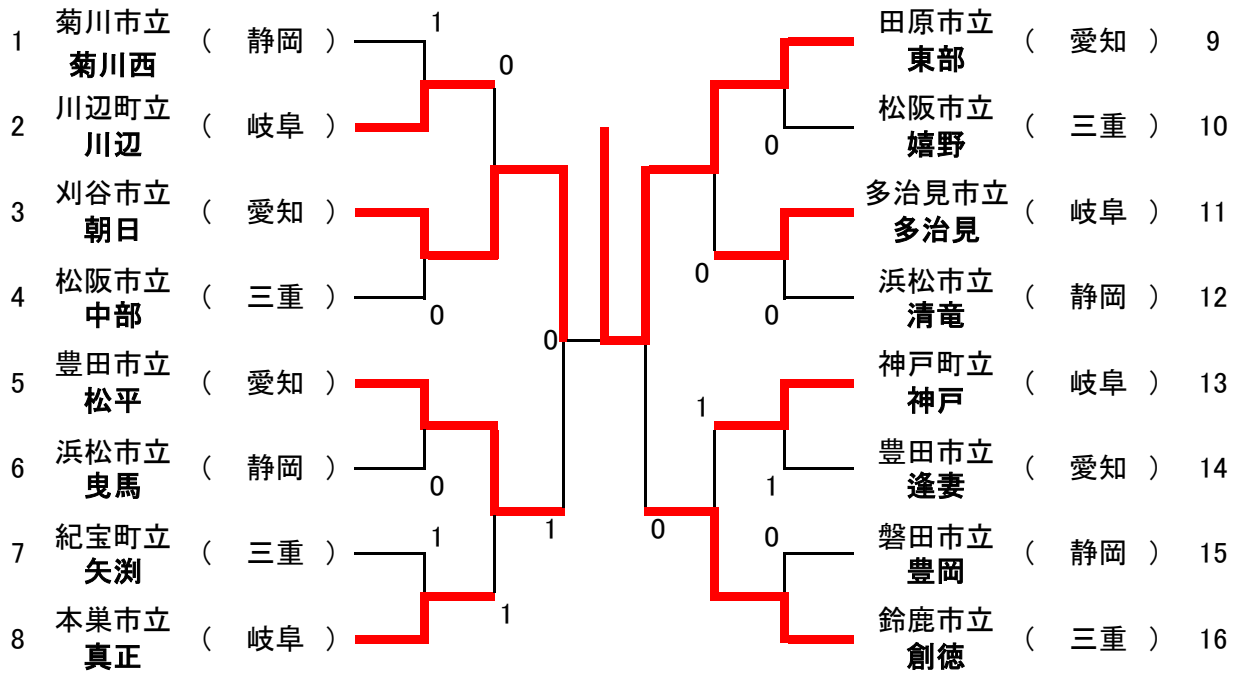 1 菊川市立 ( 静岡 )
菊川西
1
0
2 川辺町立 ( 岐阜 )
川辺
3 刈谷市立 ( 愛知 )
朝日
4 松阪市立 ( 三重 )
中部
0
0
5 豊田市立 ( 愛知 )
松平
6 浜松市立 ( 静岡 )
曳馬
0
7 紀宝町立 ( 三重 )
矢渕
1
1
8 本巣市立 ( 岐阜 )
真正
1
田原市立 ( 愛知 ) 9
東部
松阪市立 ( 三重 ) 10
嬉野
0
多治見市立 ( 岐阜 ) 11
多治見
0
浜松市立 ( 静岡 ) 12
清竜
0
神戸町立 ( 岐阜 ) 13
神戸
1
豊田市立 ( 愛知 ) 14
逢妻
1
0
0
磐田市立 ( 静岡 ) 15
豊岡
鈴鹿市立 ( 三重 ) 16
創徳